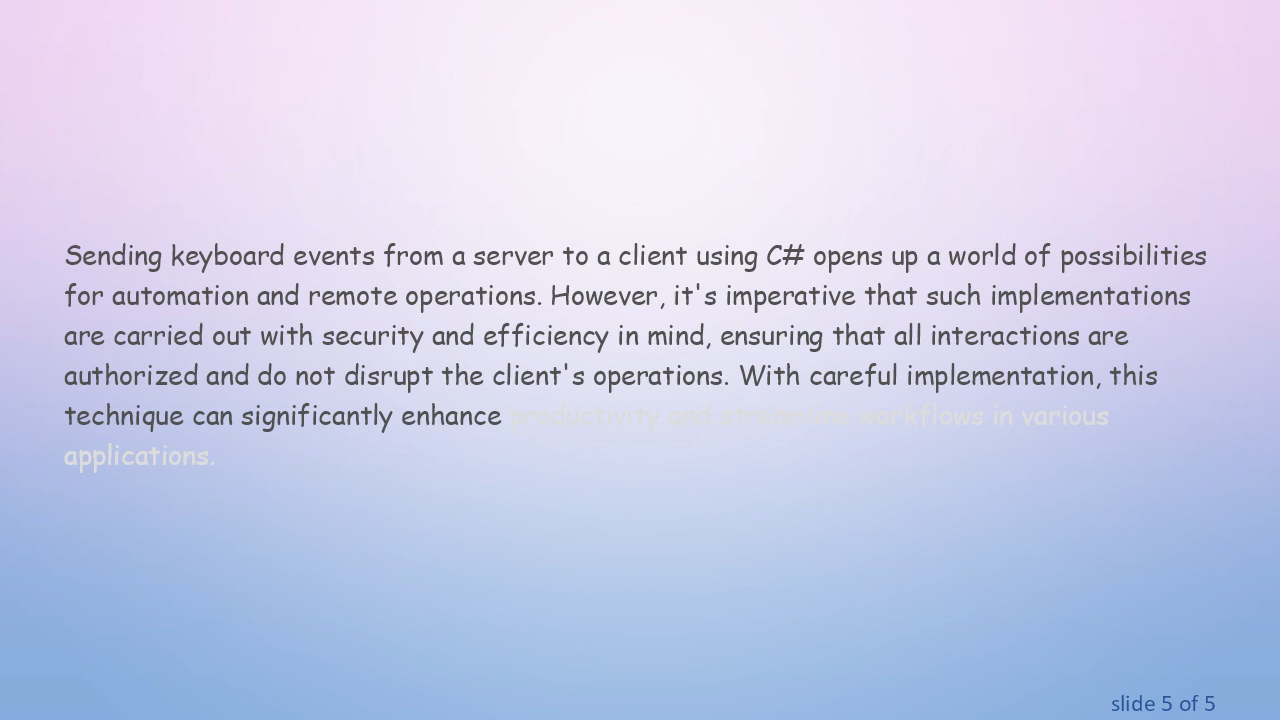 Sending keyboard events from a server to a client using C# opens up a world of possibilities
for automation and remote operations. However, it's imperative that such implementations
are carried out with security and efficiency in mind, ensuring that all interactions are
authorized and do not disrupt the client's operations. With careful implementation, this
technique can significantly enhance productivity and streamline workflows in various
applications.
slide 5 of 5